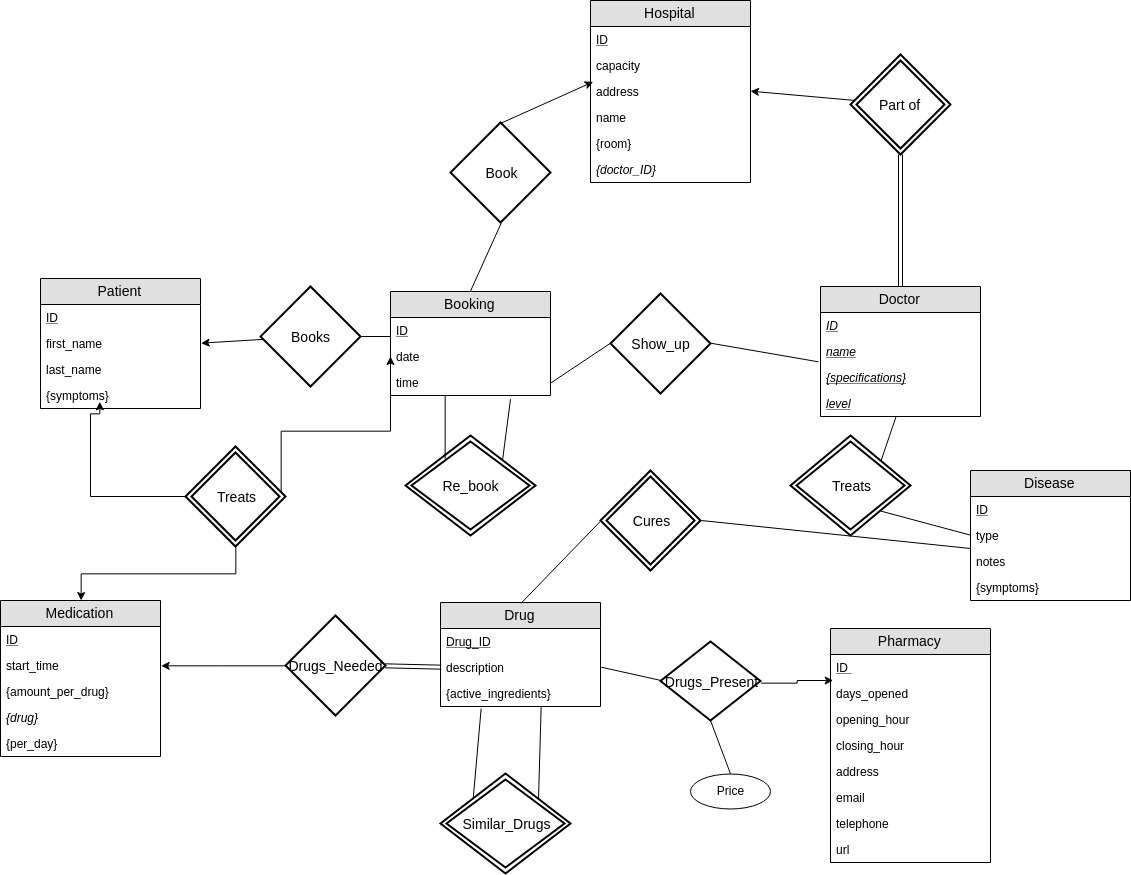 Hospital
ID
capacity
address
name
{room}
{doctor_ID}
Part of
Book
Patient
ID
first_name
last_name
{symptoms}
Books
Booking
ID
date
time
Show_up
Doctor
ID
name
{specifications}
level
Treats
Re_book
Cures
Treats
Disease
ID
type
notes
{symptoms}
Medication
ID
start_time
{amount_per_drug}
{drug}
{per_day}
Drugs_Needed
Drug
Drug_ID
description
{active_ingredients}
Drugs_Present
Price
Pharmacy
ID
days_opened
opening_hour
closing_hour
address
email
telephone
url
Similar_Drugs